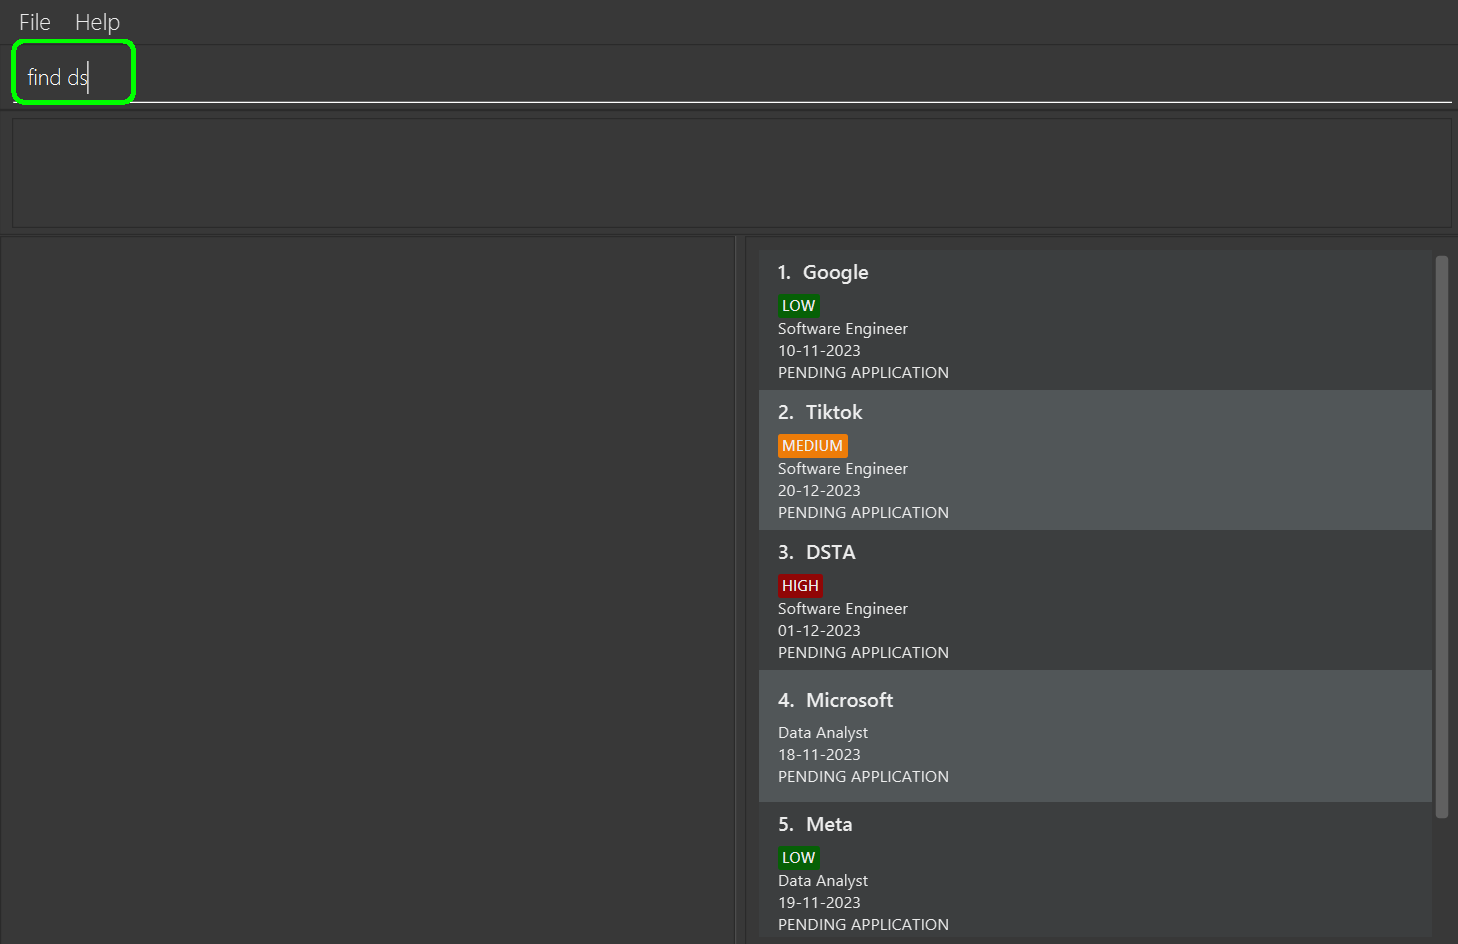 File Help
find ds
1. Google
LOW
Software Engineer
10-11-2023
PENDING APPLICATION
2. Tiktok
MEDIUM
Software Engineer
20-12-2023
PENDING APPLICATION
3. DSTA
HIGH
Software Engineer
01-12-2023
PENDING APPLICATION
4. Microsoft
Data Analyst
18-11-2023
PENDING APPLICATION
5. Meta
LOW
Data Analyst
19-11-2023
PENDING APPLICATION